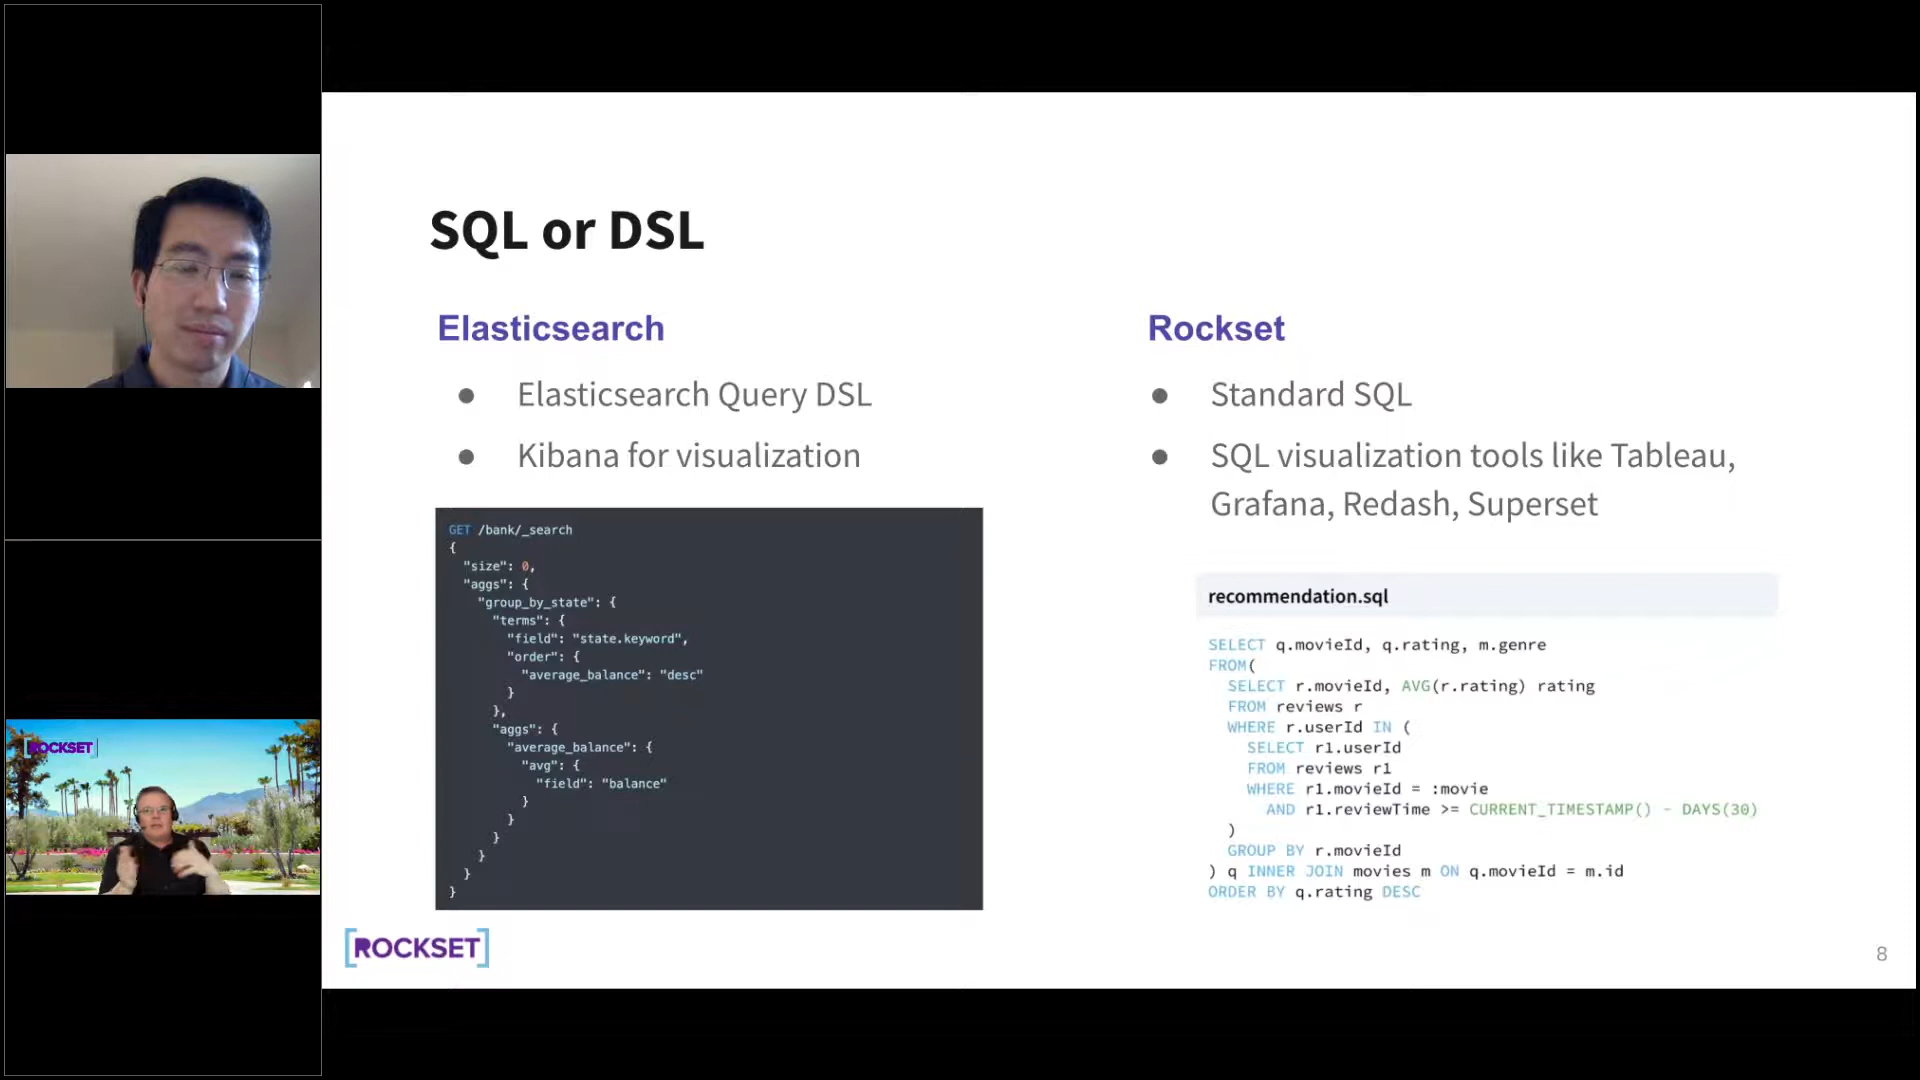 SQL or DSL
Elasticsearch
● Elasticsearch Query DSL
● Kibana for visualization
GET /bank/_search
{
  "size": 0,
  "aggs": {
    "group_by_state": {
      "terms": {
        "field": "state.keyword",
        "order": {
          "average_balance": "desc"
        }
      },
      "aggs": {
        "average_balance": {
          "avg": {
            "field": "balance"
          }
        }
      }
    }
  }
}
Rockset
● Standard SQL
● SQL visualization tools like Tableau,
Grafana, Redash, Superset
recommendation.sql
SELECT q.movieId, q.rating, m.genre
FROM(
  SELECT r.movieId, AVG(r.rating) rating
  FROM reviews r
  WHERE r.userId IN (
    SELECT r1.userId
    FROM reviews r1
    WHERE r1.movieId = :movie
      AND r1.reviewTime >= CURRENT_TIMESTAMP() - DAYS(30)
  )
  GROUP BY r.movieId
) q INNER JOIN movies m ON q.movieId = m.id
ORDER BY q.rating DESC
[ROCKSET]
8
[ROCKSET]